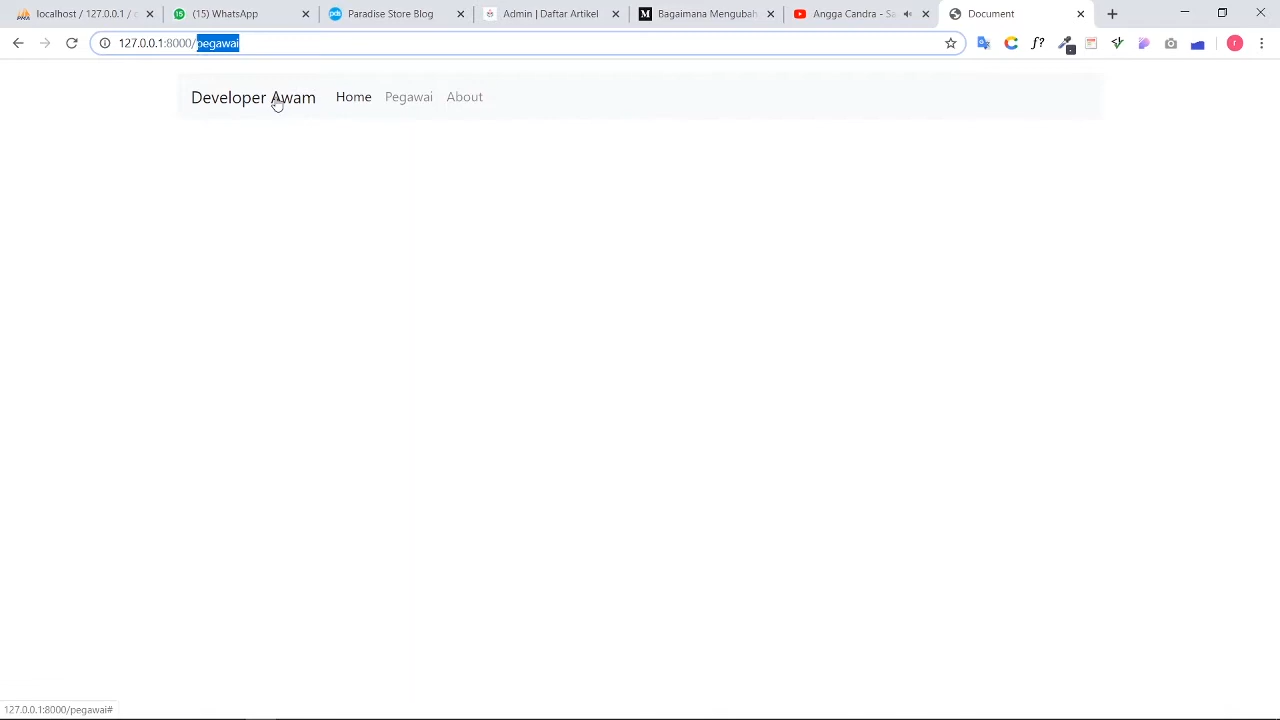 localhost / 127.0.0.1 / c
(15) WhatsApp
Paradise Store Blog
Admin | Daftar Artikel
Bagaimana Mengubah
Angga Candra - Sa
Document
127.0.0.1:8000/pegawai
Developer Awam
Home
Pegawai
About
127.0.0.1:8000/pegawai#